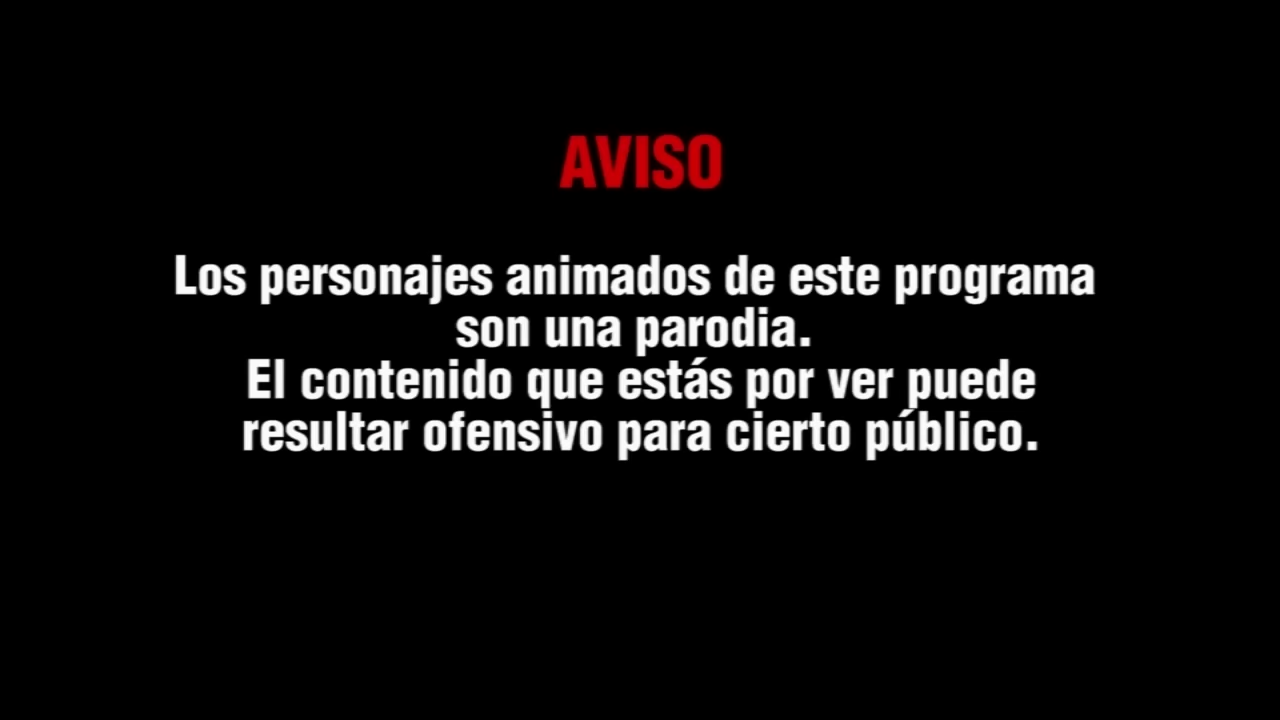 AVISO
Los personajes animados de este programa
son una parodia.
El contenido que estás por ver puede
resultar ofensivo para cierto público.